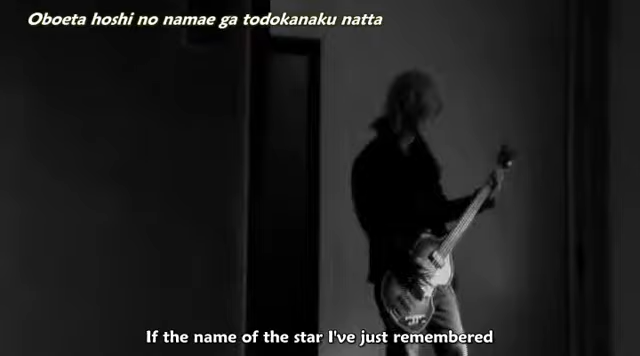 Oboeta hoshi no namae ga todokanaku natta
If the name of the star I've just remembered